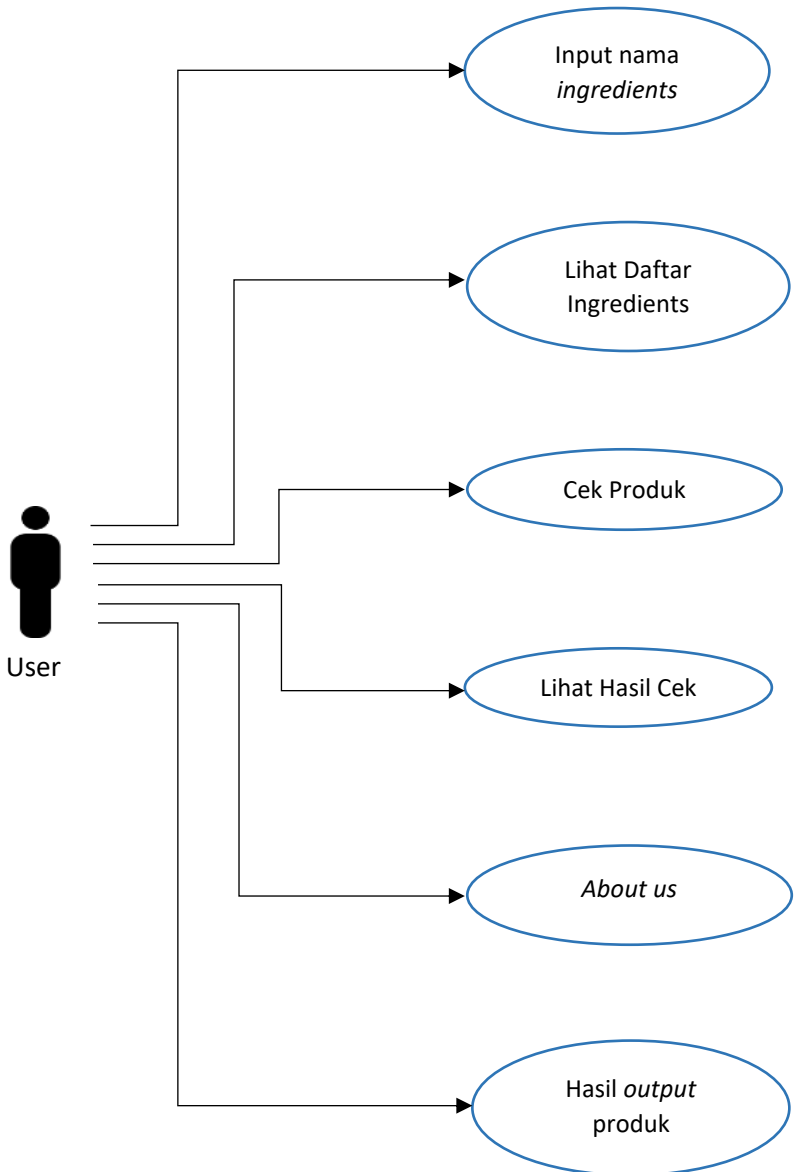 Input nama
ingredients
Lihat Daftar
Ingredients
Cek Produk
User
Lihat Hasil Cek
About us
Hasil output
produk